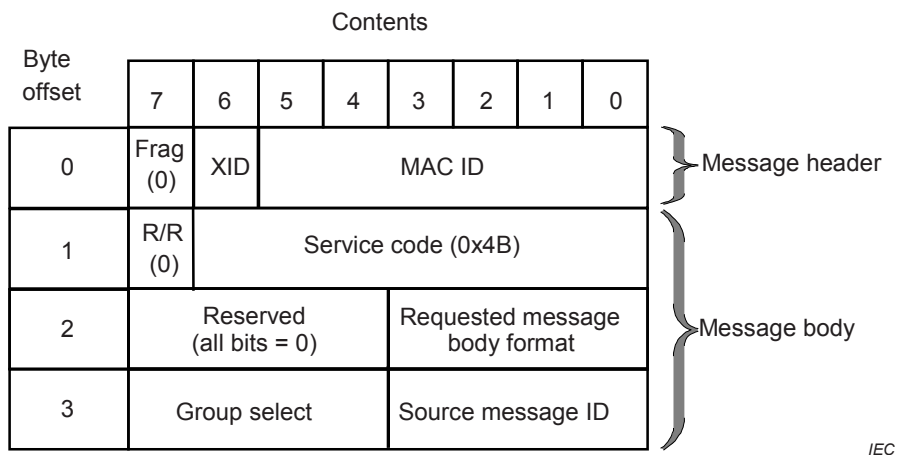 Contents
Byte
offset
7 6 5 4 3 2 1 0
0 Frag (0) XID MAC ID Message header
1 R/R (0) Service code (0x4B)
2 Reserved (all bits = 0) Requested message body format Message body
3 Group select Source message ID
IEC